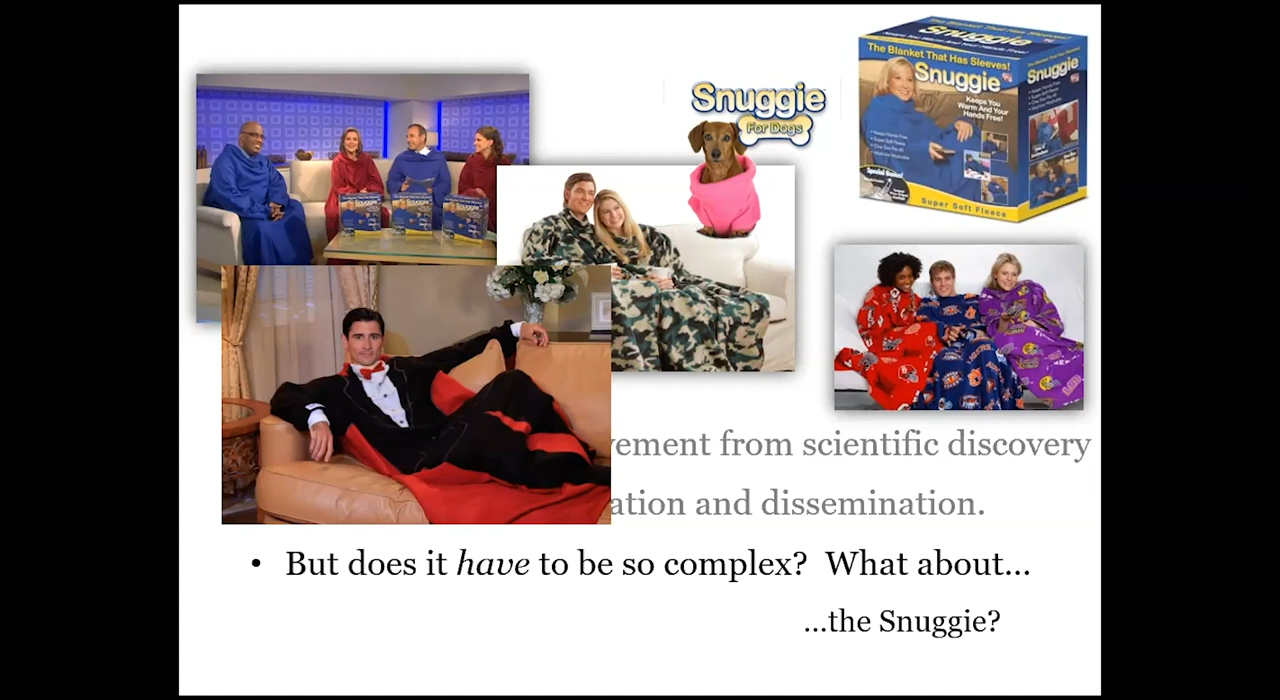 Snuggie
For Dogs
The Blanket That Has Sleeves!
Snuggie
Keeps You
Warm And Your
Hands Free!
Super Soft Fleece
Snuggie
Snuggie
vement from scientific discovery
ation and dissemination.
• But does it have to be so complex? What about...
...the Snuggie?